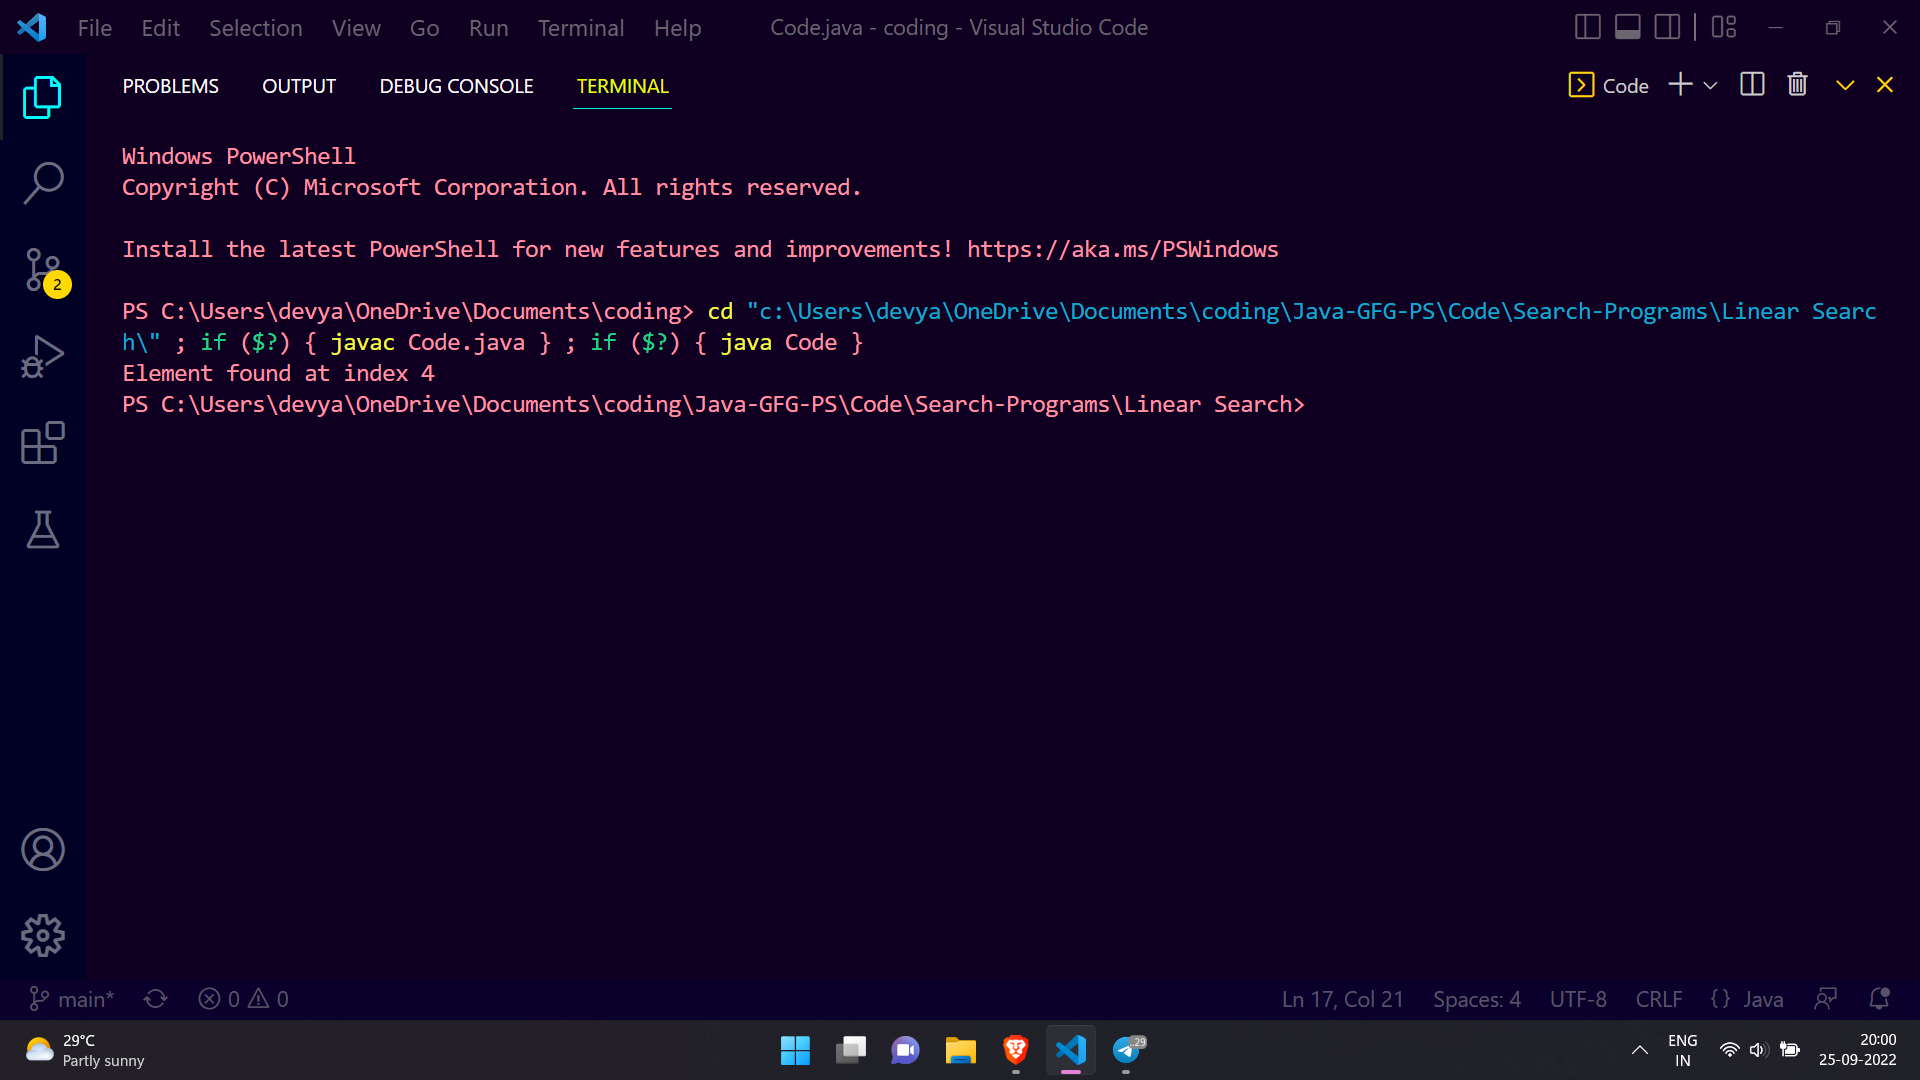 File Edit Selection View Go Run Terminal Help Code.java - coding - Visual Studio Code
PROBLEMS OUTPUT DEBUG CONSOLE TERMINAL Code
Windows PowerShell
Copyright (C) Microsoft Corporation. All rights reserved.
Install the latest PowerShell for new features and improvements! https://aka.ms/PSWindows
PS C:\Users\devya\OneDrive\Documents\coding> cd "c:\Users\devya\OneDrive\Documents\coding\Java-GFG-PS\Code\Search-Programs\Linear Searc
h\" ; if ($?) { javac Code.java } ; if ($?) { java Code }
Element found at index 4
PS C:\Users\devya\OneDrive\Documents\coding\Java-GFG-PS\Code\Search-Programs\Linear Search>
2
main* 0 0 Ln 17, Col 21 Spaces: 4 UTF-8 CRLF {} Java
29°C
Partly sunny
..29
ENG
IN
20:00
25-09-2022